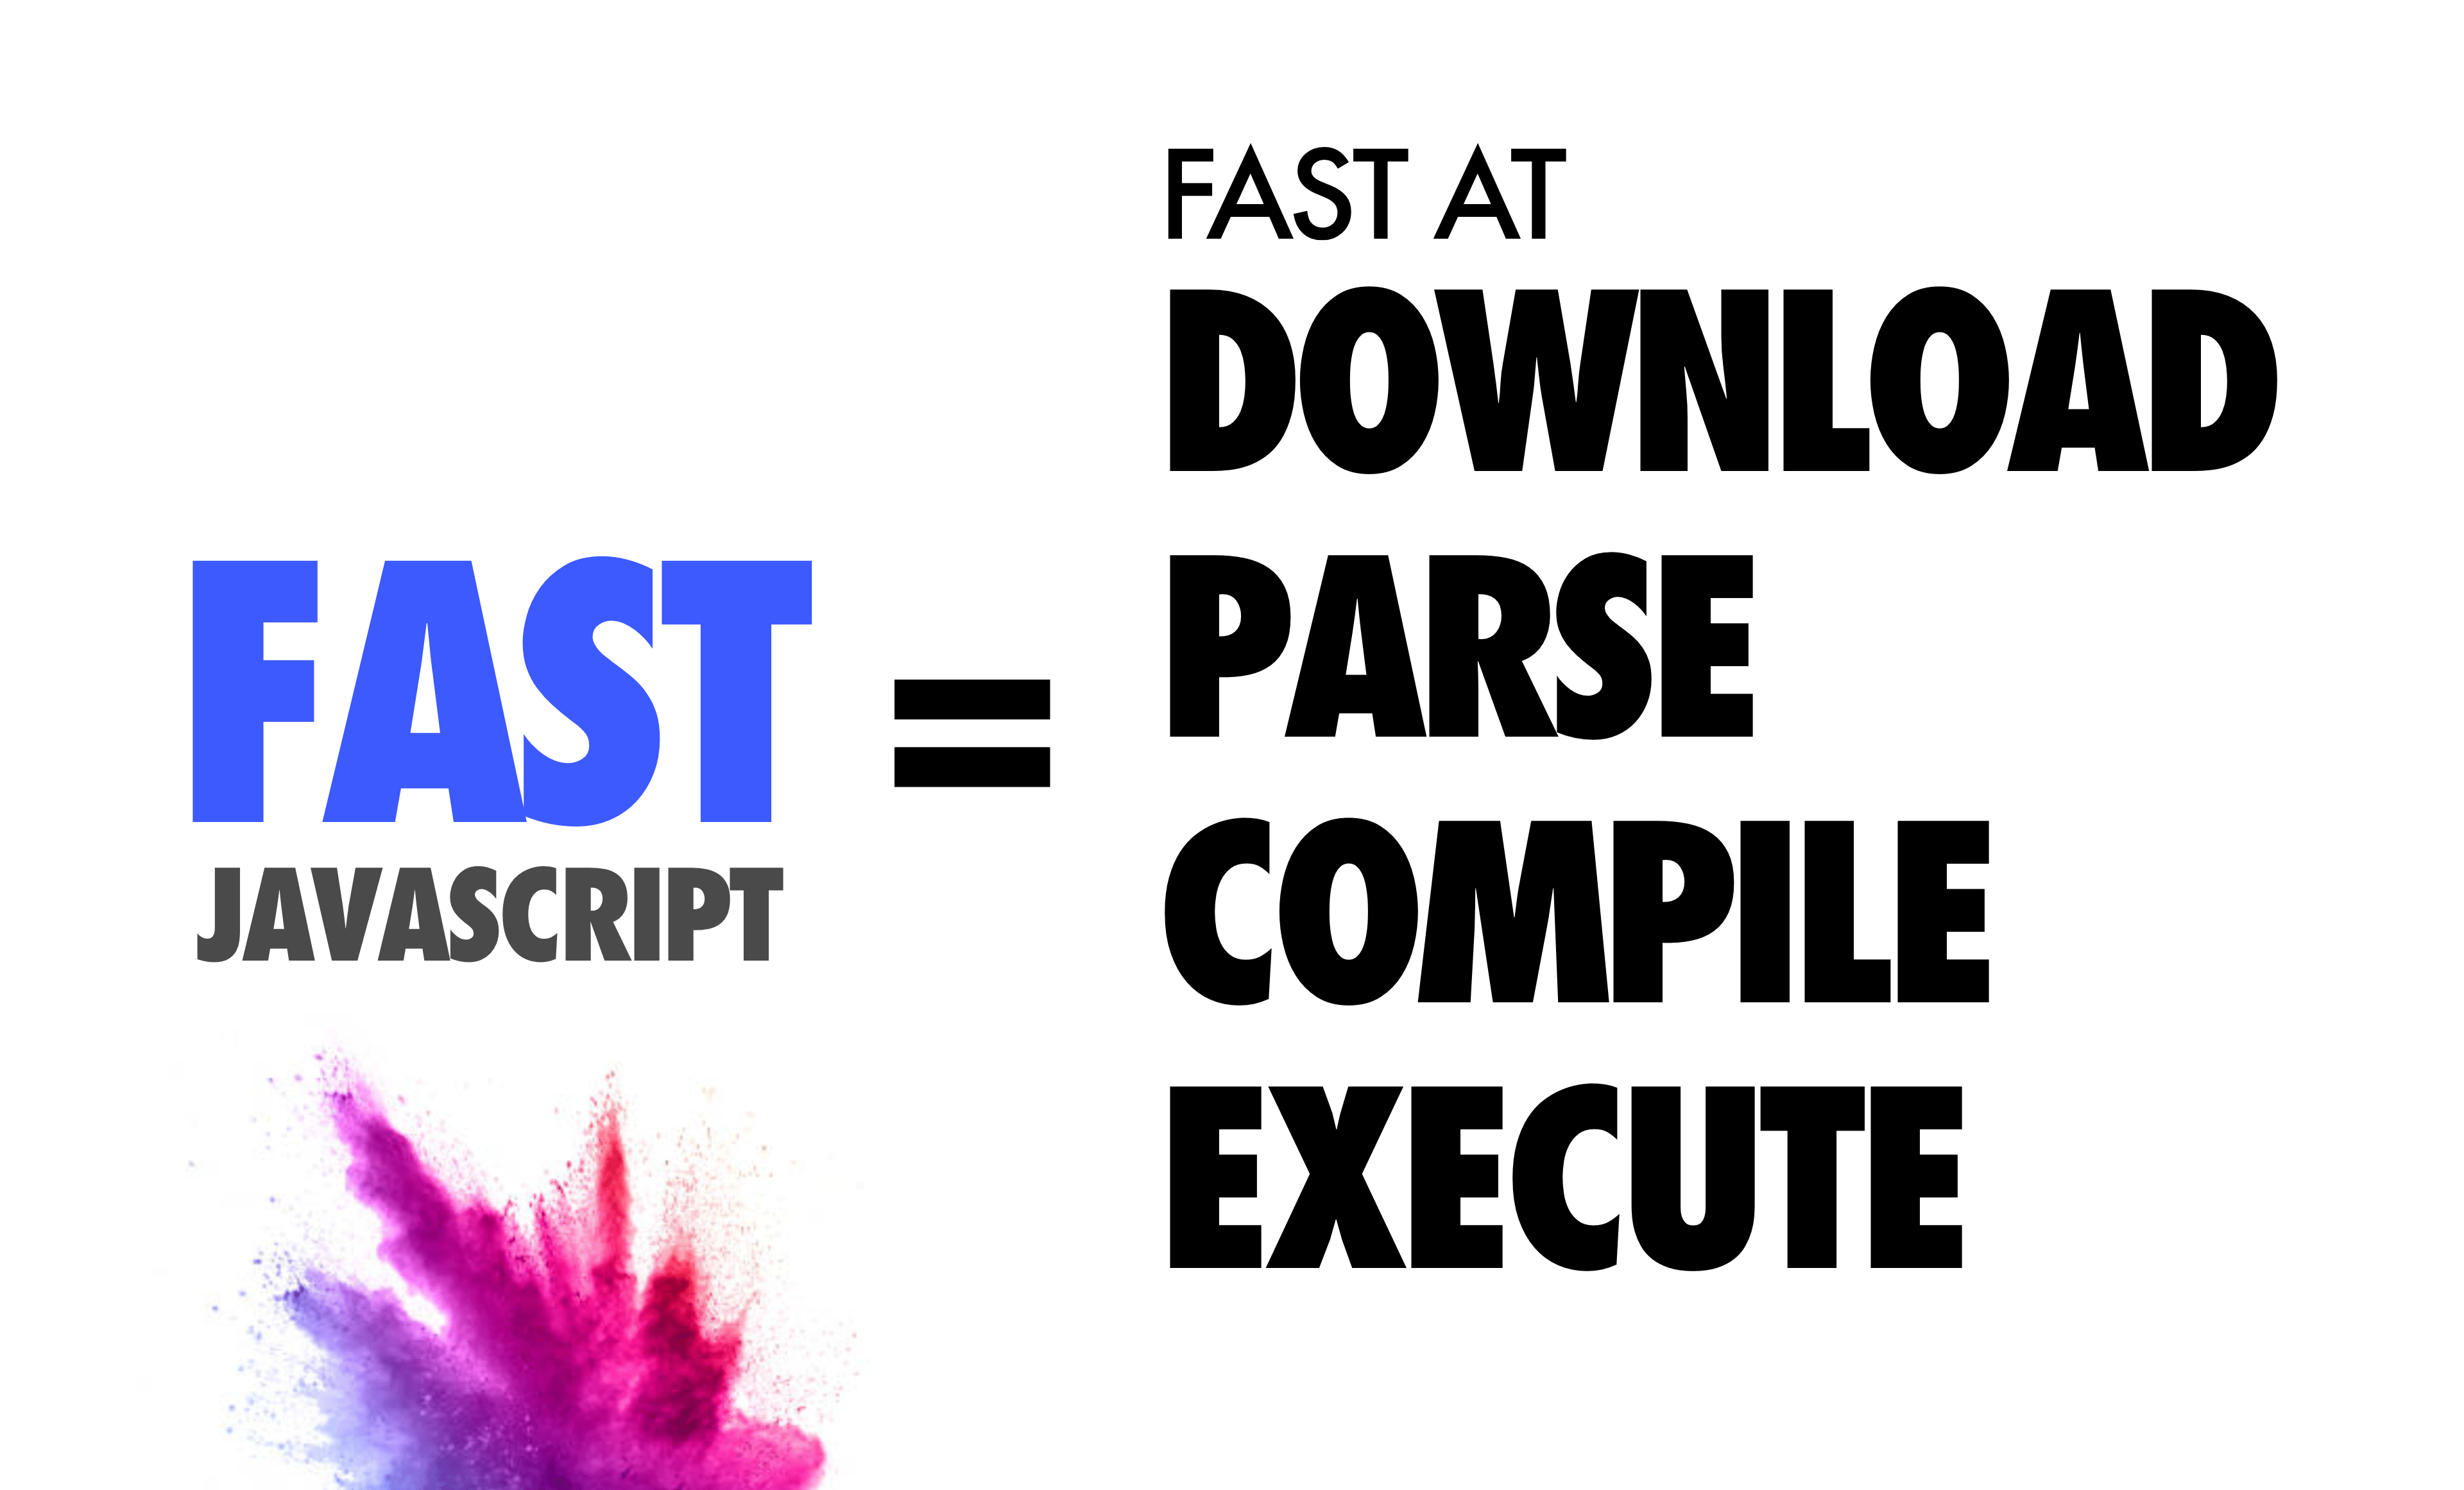 FAST
JAVASCRIPT
=
FAST AT
DOWNLOAD
PARSE
COMPILE
EXECUTE